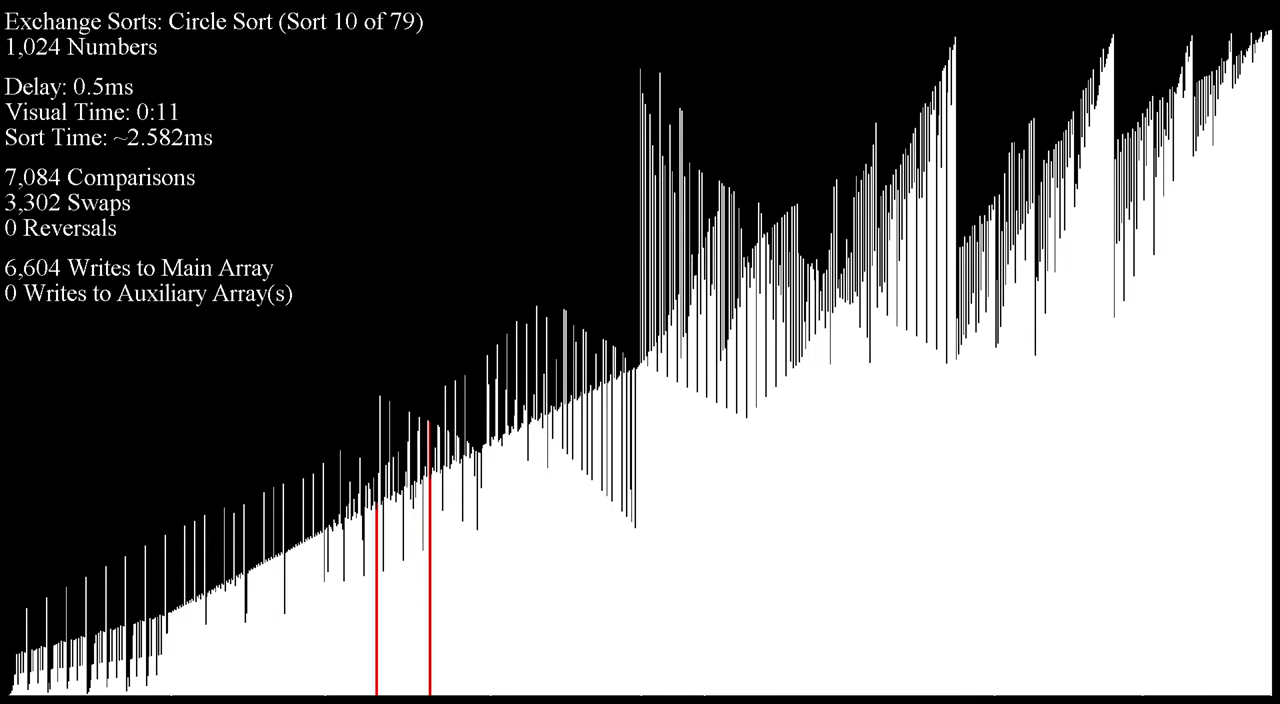 Exchange Sorts: Circle Sort (Sort 10 of 79)
1,024 Numbers
Delay: 0.5ms
Visual Time: 0:11
Sort Time: ~2.582ms
7,084 Comparisons
3,302 Swaps
0 Reversals
6,604 Writes to Main Array
0 Writes to Auxiliary Array(s)